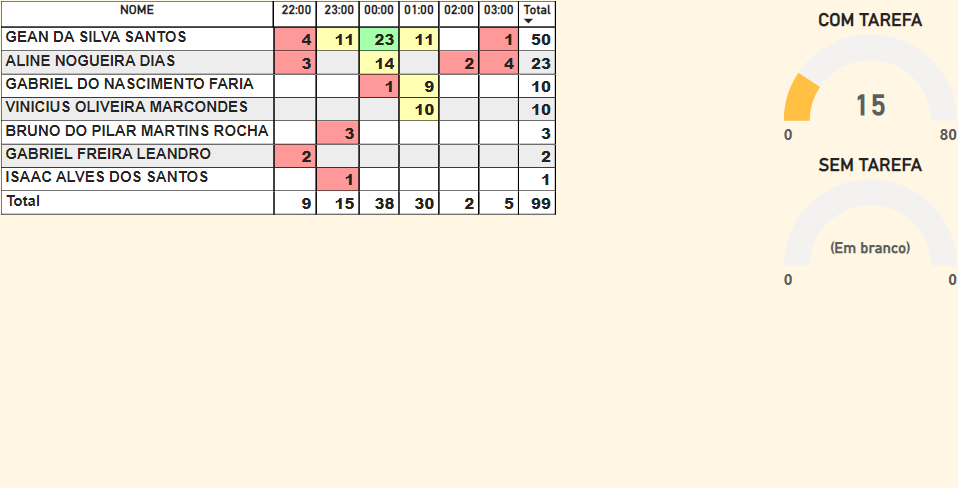 NOME 22:00 23:00 00:00 01:00 02:00 03:00 Total
GEAN DA SILVA SANTOS 4 11 23 11 1 50
ALINE NOGUEIRA DIAS 3 14 2 4 23
GABRIEL DO NASCIMENTO FARIA 1 9 10
VINICIUS OLIVEIRA MARCONDES 10 10
BRUNO DO PILAR MARTINS ROCHA 3 3
GABRIEL FREIRA LEANDRO 2 2
ISAAC ALVES DOS SANTOS 1 1
Total 9 15 38 30 2 5 99
COM TAREFA
15
0 80
SEM TAREFA
(Em branco)
0 0